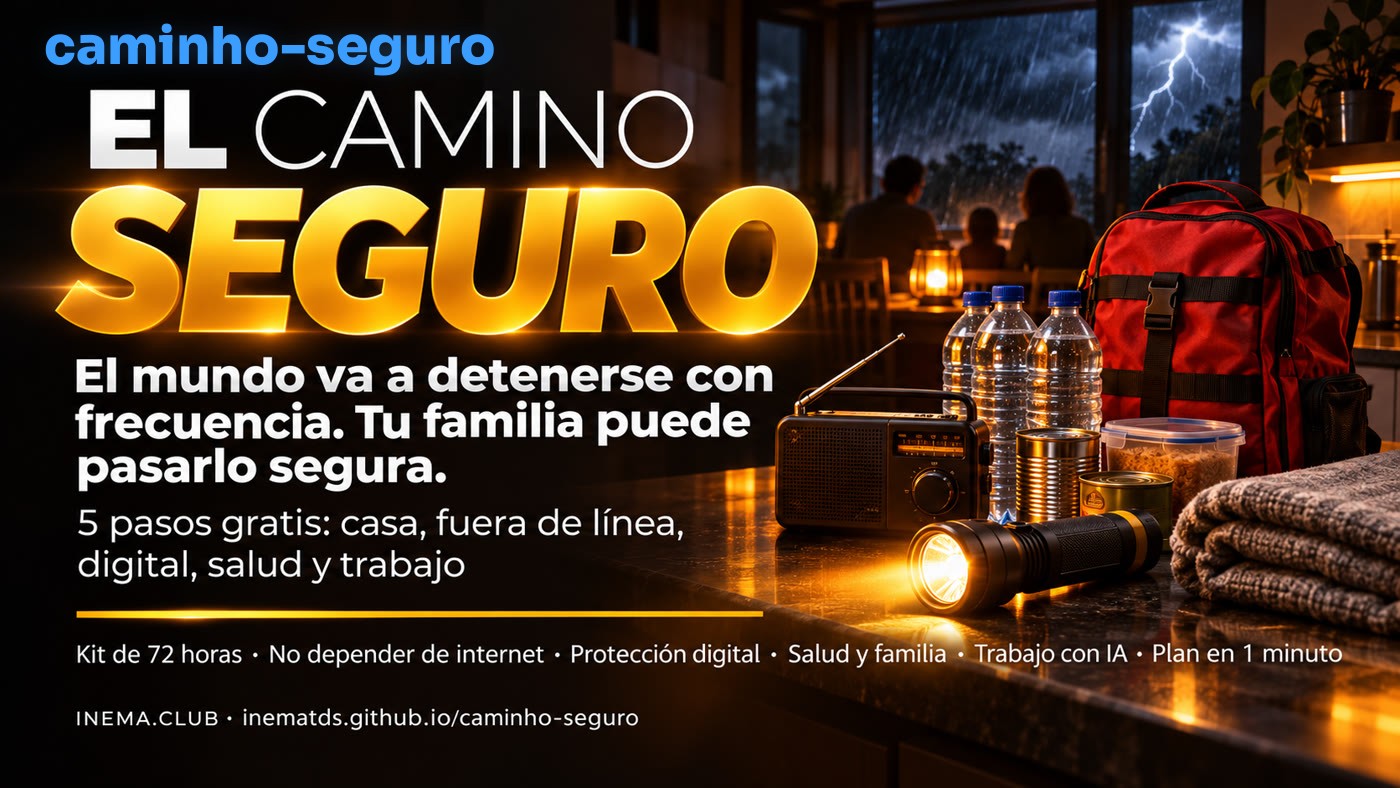 caminho-seguro
EL CAMINO
SEGURO
El mundo va a detenerse con
frecuencia. Tu familia puede
pasarlo segura.
5 pasos gratis: casa, fuera de línea,
digital, salud y trabajo
Kit de 72 horas • No depender de internet • Protección digital • Salud y familia • Trabajo con IA • Plan en 1 minuto
INEMA.CLUB • inematds.github.io/caminho-seguro